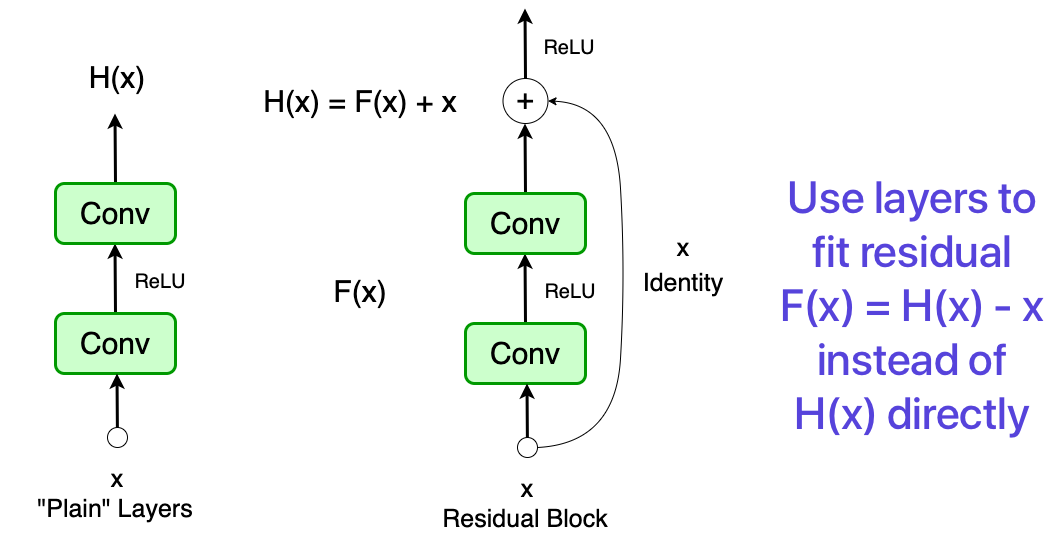 H(x)
Conv
ReLU
Conv
x
"Plain" Layers
ReLU
H(x) = F(x) + x
+
Conv
F(x)
ReLU
Conv
x
Identity
x
Residual Block
Use layers to
fit residual
F(x) = H(x) - x
instead of
H(x) directly